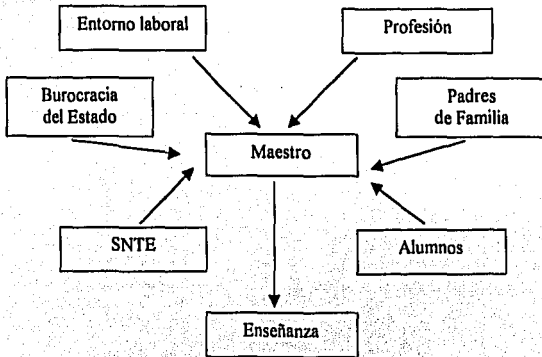 Entorno laboral
Profesión
Burocracia
del Estado
Padres
de Familia
Maestro
SNTE
Alumnos
Enseñanza